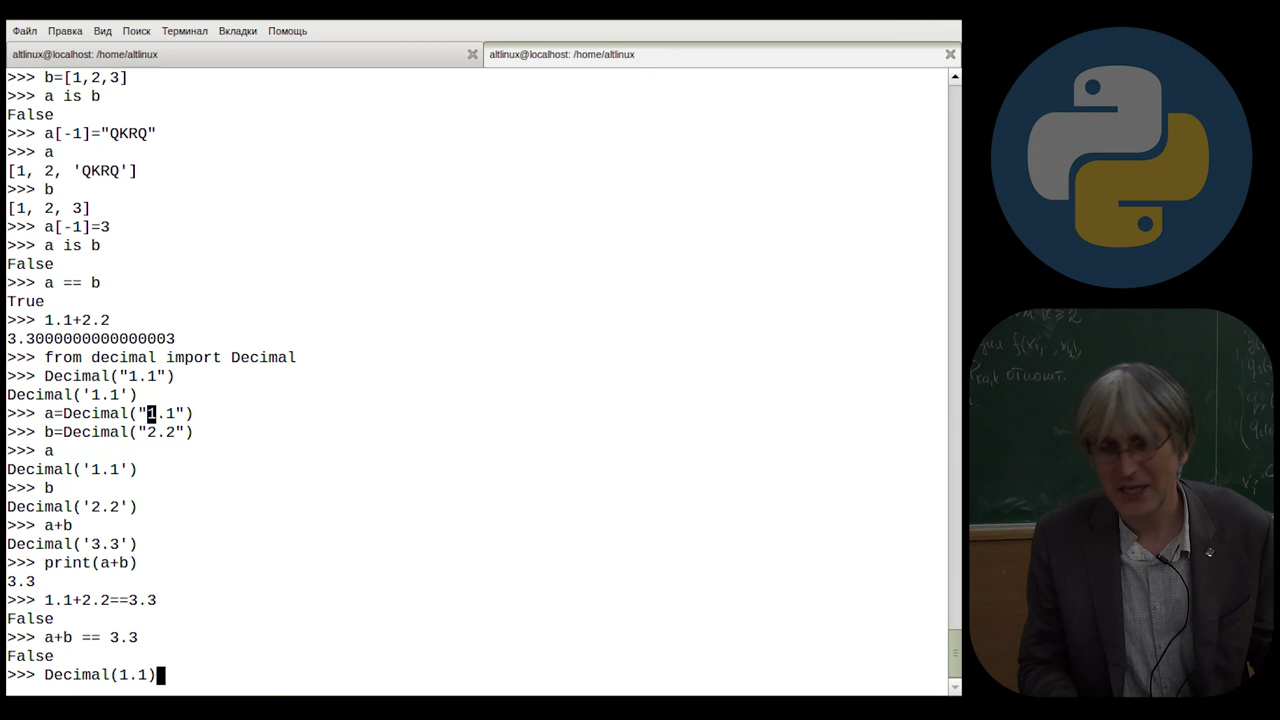 Файл Правка Вид Поиск Терминал Вкладки Помощь
altlinux@localhost: /home/altlinux altlinux@localhost: /home/altlinux
>>> b=[1,2,3]
>>> a is b
False
>>> a[-1]="QKRQ"
>>> a
[1, 2, 'QKRQ']
>>> b
[1, 2, 3]
>>> a[-1]=3
>>> a is b
False
>>> a == b
True
>>> 1.1+2.2
3.3000000000000003
>>> from decimal import Decimal
>>> Decimal("1.1")
Decimal('1.1')
>>> a=Decimal("1.1")
>>> b=Decimal("2.2")
>>> a
Decimal('1.1')
>>> b
Decimal('2.2')
>>> a+b
Decimal('3.3')
>>> print(a+b)
3.3
>>> 1.1+2.2==3.3
False
>>> a+b == 3.3
False
>>> Decimal(1.1)